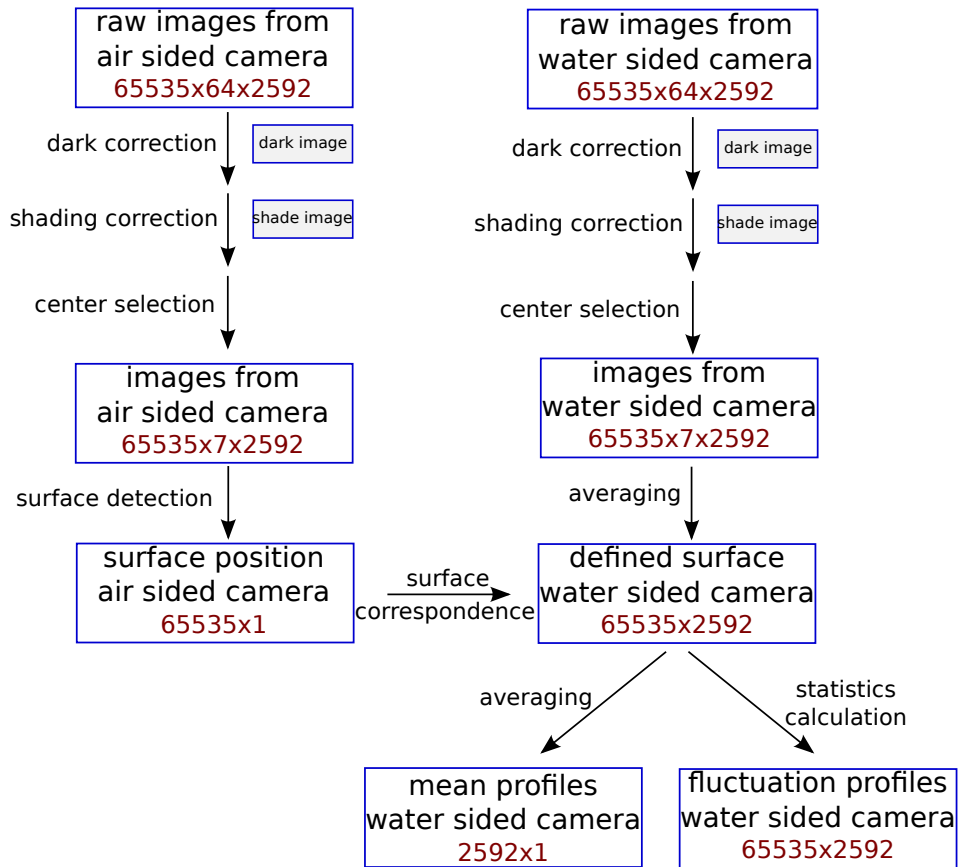 raw images from
air sided camera
65535x64x2592
dark correction
dark image
shading correction
shade image
center selection
images from
air sided camera
65535x7x2592
surface detection
surface position
air sided camera
65535x1
surface
correspondence
raw images from
water sided camera
65535x64x2592
dark correction
dark image
shading correction
shade image
center selection
images from
water sided camera
65535x7x2592
averaging
defined surface
water sided camera
65535x2592
averaging
statistics
calculation
mean profiles
water sided camera
2592x1
fluctuation profiles
water sided camera
65535x2592